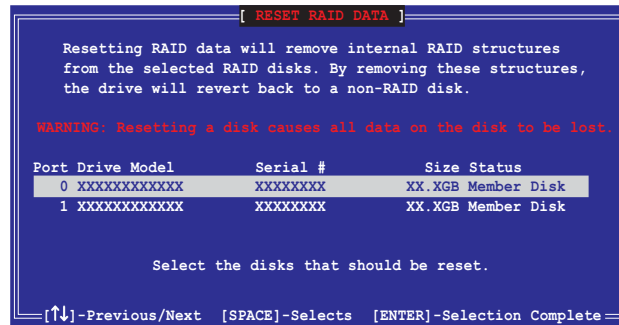 [ RESET RAID DATA ]
Resetting RAID data will remove internal RAID structures
from the selected RAID disks. By removing these structures,
the drive will revert back to a non-RAID disk.
WARNING: Resetting a disk causes all data on the disk to be lost.
Port Drive Model Serial # Size Status
0 XXXXXXXXXXXX XXXXXXXX XX.XGB Member Disk
1 XXXXXXXXXXXX XXXXXXXX XX.XGB Member Disk
Select the disks that should be reset.
[↑↓]-Previous/Next [SPACE]-Selects [ENTER]-Selection Complete